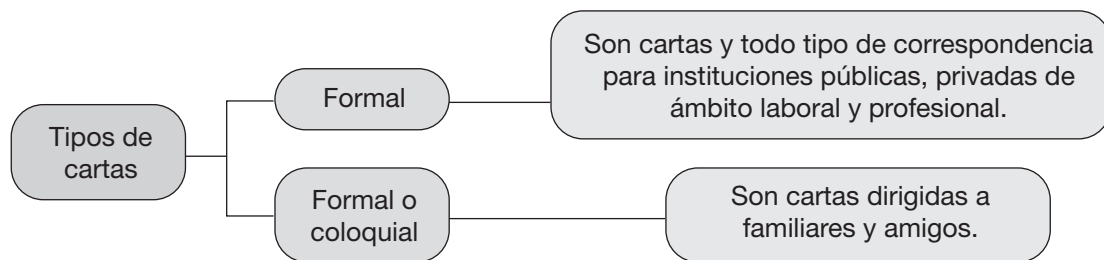 Tipos de
cartas
Formal
Son cartas y todo tipo de correspondencia
para instituciones públicas, privadas de
ámbito laboral y profesional.
Formal o
coloquial
Son cartas dirigidas a
familiares y amigos.